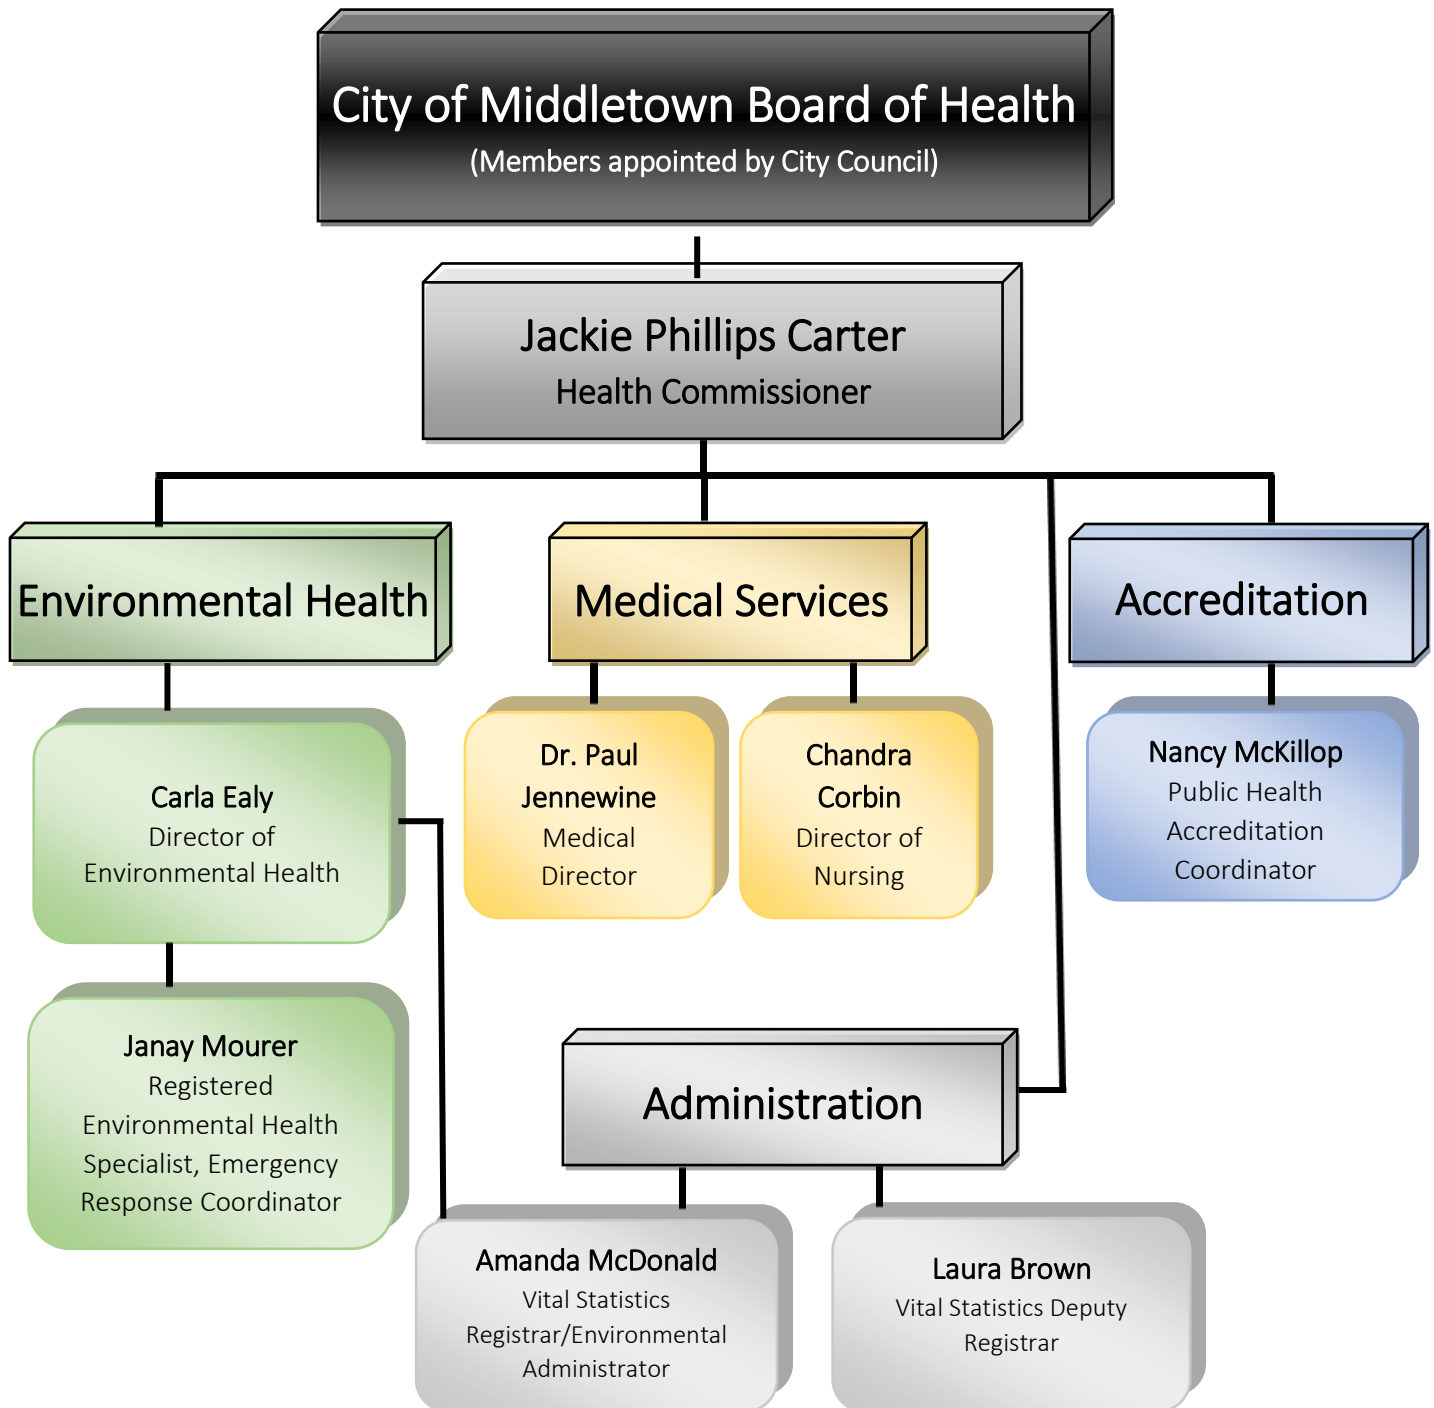 City of Middletown Board of Health
(Members appointed by City Council)
Jackie Phillips Carter
Health Commissioner
Environmental Health
Medical Services
Accreditation
Carla Ealy
Director of
Environmental Health
Dr. Paul
Jennewine
Medical
Director
Chandra
Corbin
Director of
Nursing
Nancy McKillop
Public Health
Accreditation
Coordinator
Janay Mourer
Registered
Environmental Health
Specialist, Emergency
Response Coordinator
Administration
Amanda McDonald
Vital Statistics
Registrar/Environmental
Administrator
Laura Brown
Vital Statistics Deputy
Registrar